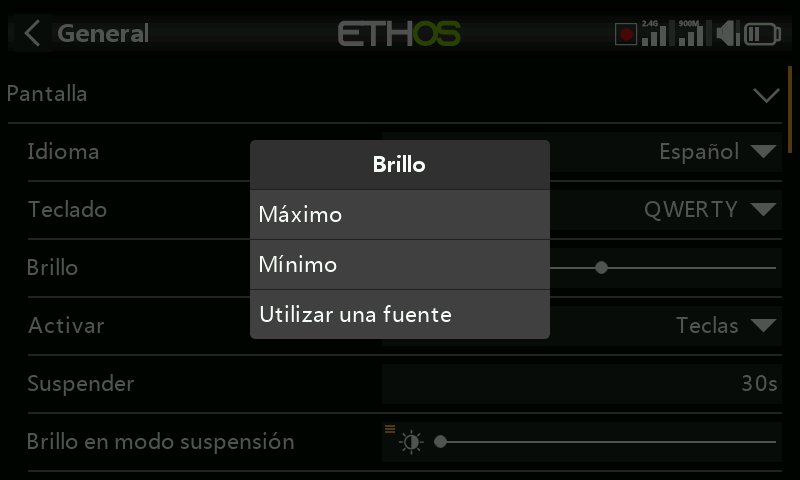 General
ETHOS
2.4G
900M
Pantalla
Idioma
Español
Teclado
QWERTY
Brillo
Activar
Teclas
Suspender
30s
Brillo en modo suspensión
Brillo
Máximo
Mínimo
Utilizar una fuente